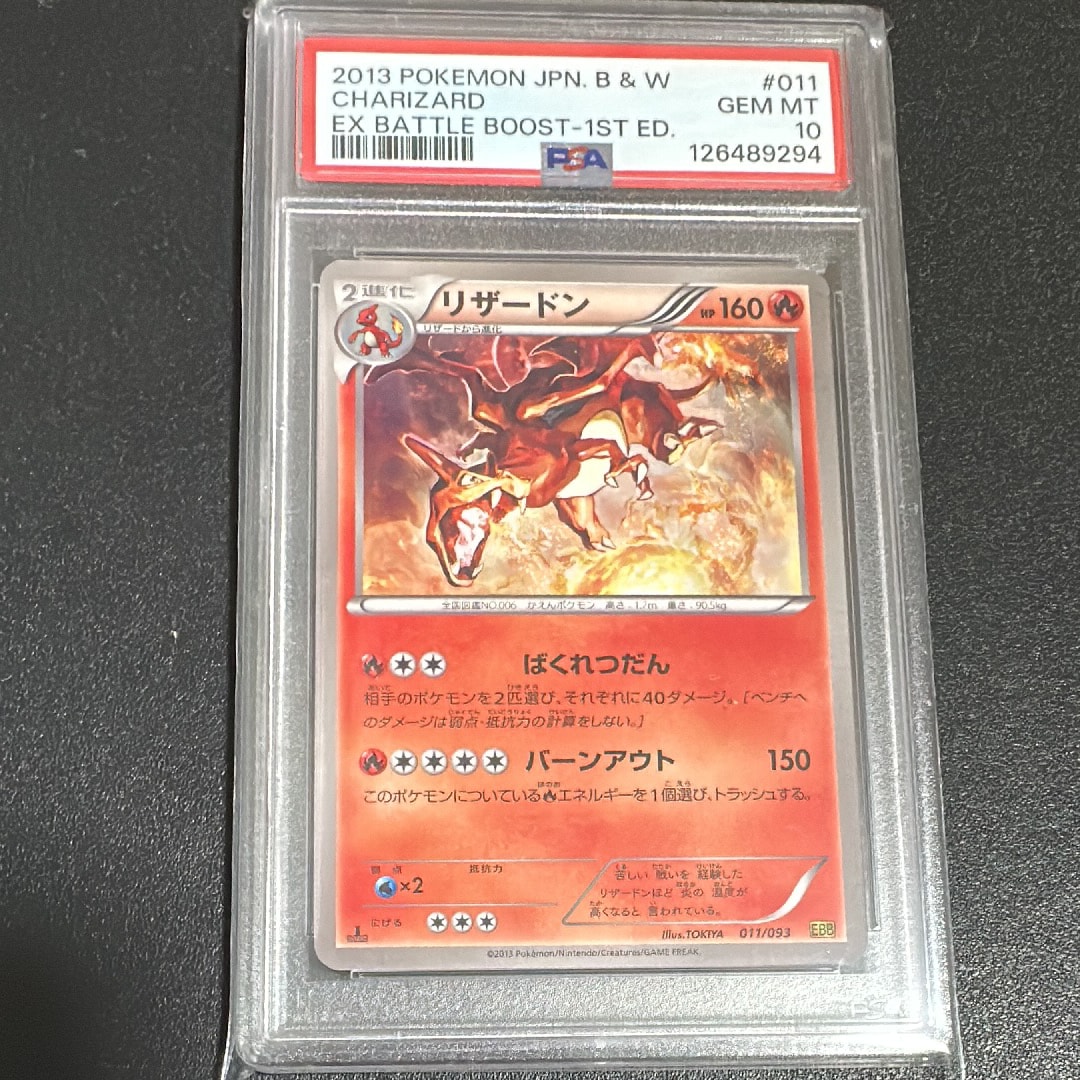 2013 POKEMON JPN. B & W #011
CHARIZARD GEM MT
EX BATTLE BOOST-1ST ED. 10
PSA 126489294
2進化 リザードン HP160
リザードから進化
全国図鑑NO.006 かえんポケモン 高さ:1.7m 重さ:90.5kg
ばくれつだん
相手のポケモンを2匹選び、それぞれに40ダメージ。[ベンチへ
のダメージは弱点・抵抗力の計算をしない。]
バーンアウト 150
このポケモンについているエネルギーを1個選び、トラッシュする。
弱点 抵抗力
×2
にげる
苦しい 戦いを 経験した
リザードンほど 炎の 温度が
高くなると 言われている。
1
Illus.TOKIYA 011/093 EBB
©2013 Pokémon/Nintendo/Creatures/GAME FREAK.